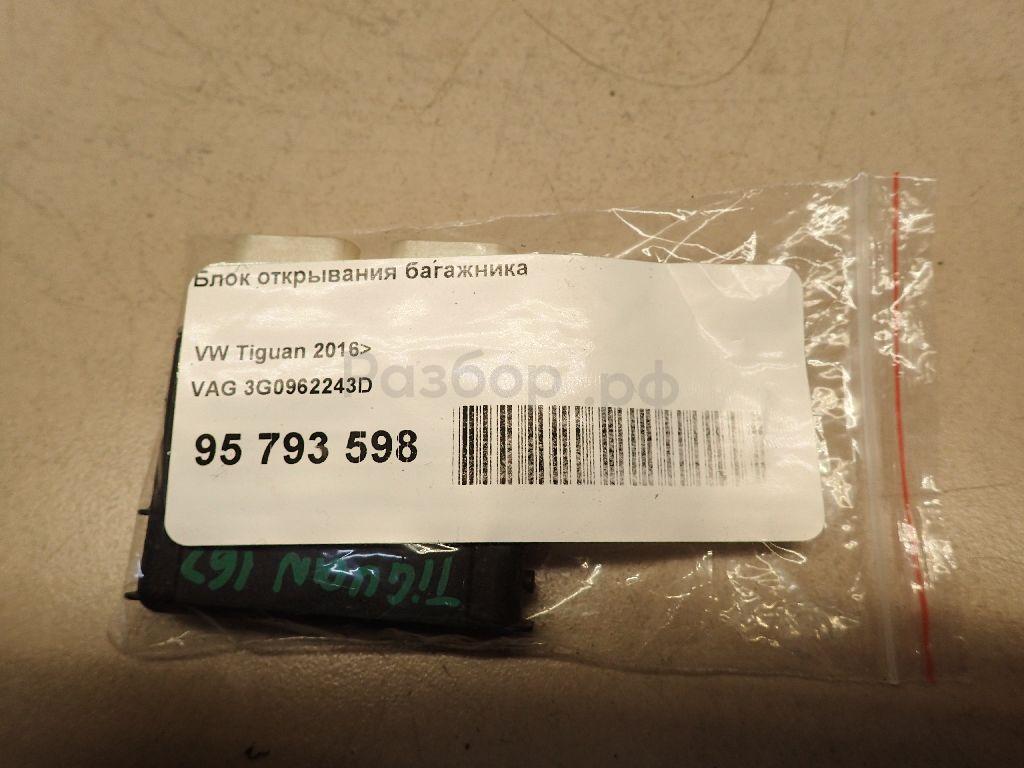 Блок открывания багажника
VW Tiguan 2016>
Разбор.рф
VAG 3G0962243D
95 793 598
TiGUAN 16>